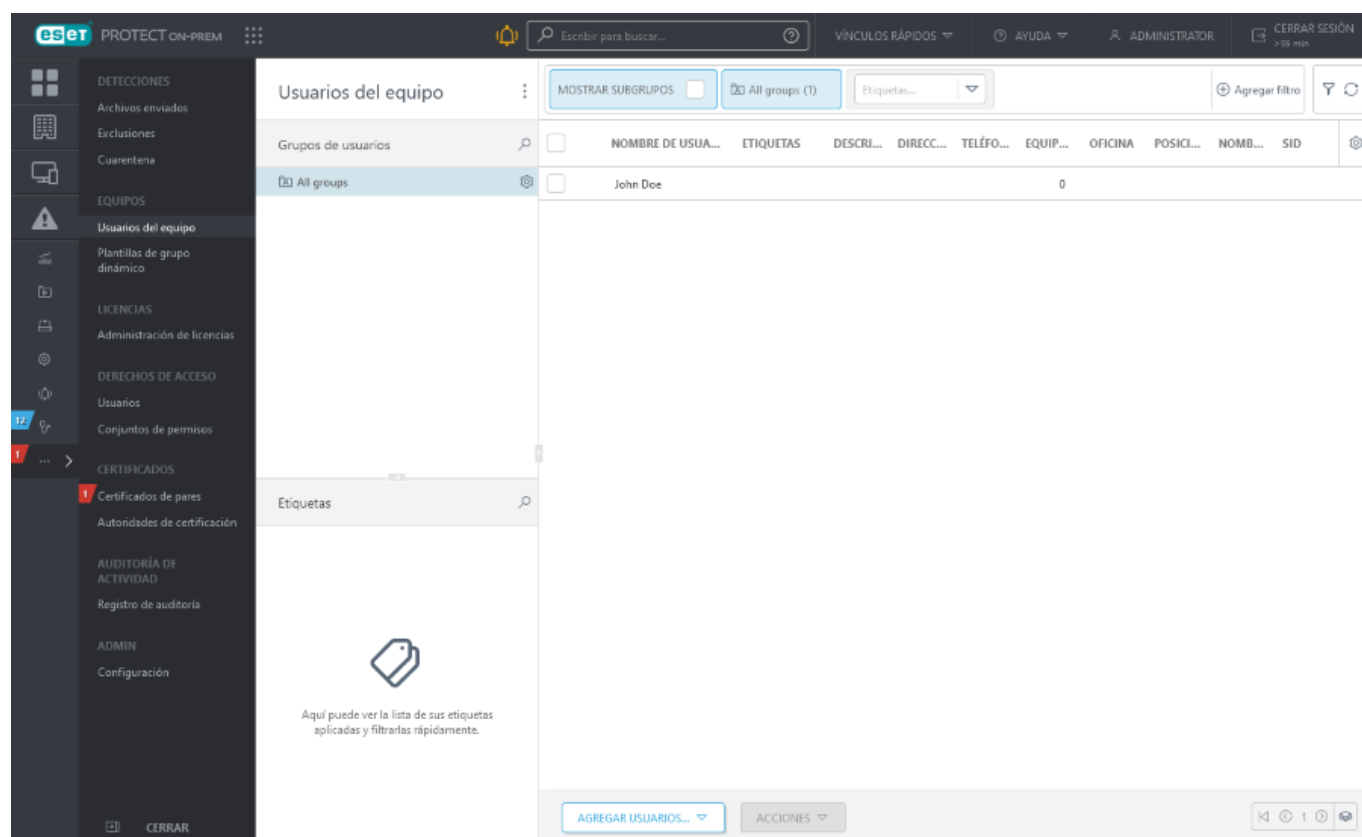 eset PROTECT ON-PREM
Escribir para buscar...
VÍNCULOS RÁPIDOS
AYUDA
ADMINISTRATOR
CERRAR SESIÓN
>59 min
DETECCIONES
Archivos enviados
Exclusiones
Cuarentena
EQUIPOS
Usuarios del equipo
Plantillas de grupo
dinámico
LICENCIAS
Administración de licencias
DERECHOS DE ACCESO
Usuarios
Conjuntos de permisos
12
1
CERTIFICADOS
1 Certificados de pares
Autoridades de certificación
AUDITORÍA DE
ACTIVIDAD
Registro de auditoría
ADMIN
Configuración
CERRAR
Usuarios del equipo
Grupos de usuarios
All groups
Etiquetas
Aquí puede ver la lista de sus etiquetas
aplicadas y filtrarlas rápidamente.
MOSTRAR SUBGRUPOS
All groups (1)
Etiquetas...
Agregar filtro
NOMBRE DE USUA... ETIQUETAS DESCRI... DIRECC... TELÉFO... EQUIP... OFICINA POSICI... NOMB... SID
John Doe 0
AGREGAR USUARIOS... ACCIONES
1